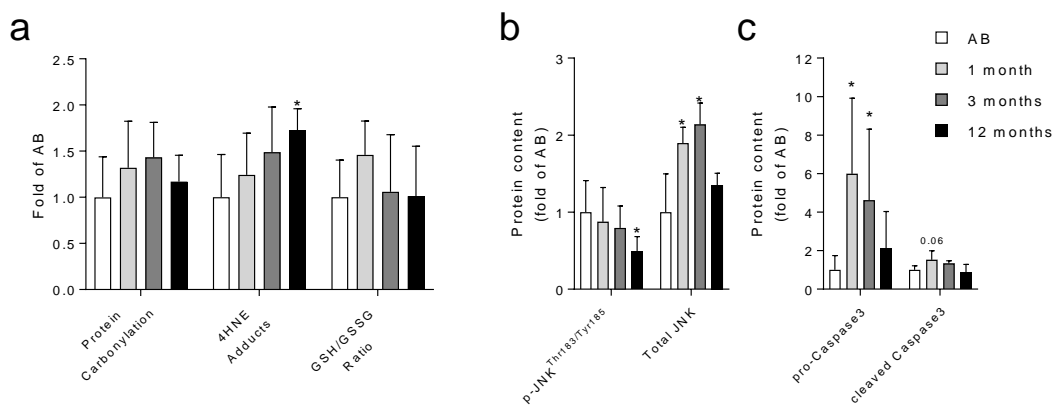 a
2.5
2.0
1.5
1.0
0.5
0.0
Fold of AB
*
Protein
Carbonylation
4HNE
Adducts
GSH/GSSG
Ratio
b
3
2
1
0
Protein content
(fold of AB)
*
*
*
p-JNK^Thr183/Tyr185
Total JNK
c
12
10
8
6
4
2
0
Protein content
(fold of AB)
*
*
0.06
pro-Caspase3
cleaved Caspase3
AB
1 month
3 months
12 months